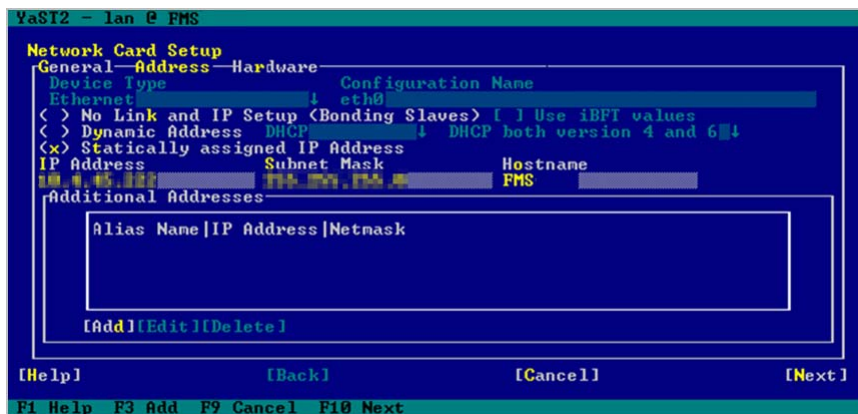 YaST2 - lan @ FMS
Network Card Setup
General Address Hardware
Device Type Configuration Name
Ethernet ↓ eth0
( ) No Link and IP Setup (Bonding Slaves) [ ] Use iBFT values
( ) Dynamic Address DHCP ↓ DHCP both version 4 and 6 ↓
(x) Statically assigned IP Address
IP Address Subnet Mask Hostname
FMS
Additional Addresses
Alias Name|IP Address|Netmask
[Add][Edit][Delete]
[Help] [Back] [Cancel] [Next]
F1 Help F3 Add F9 Cancel F10 Next